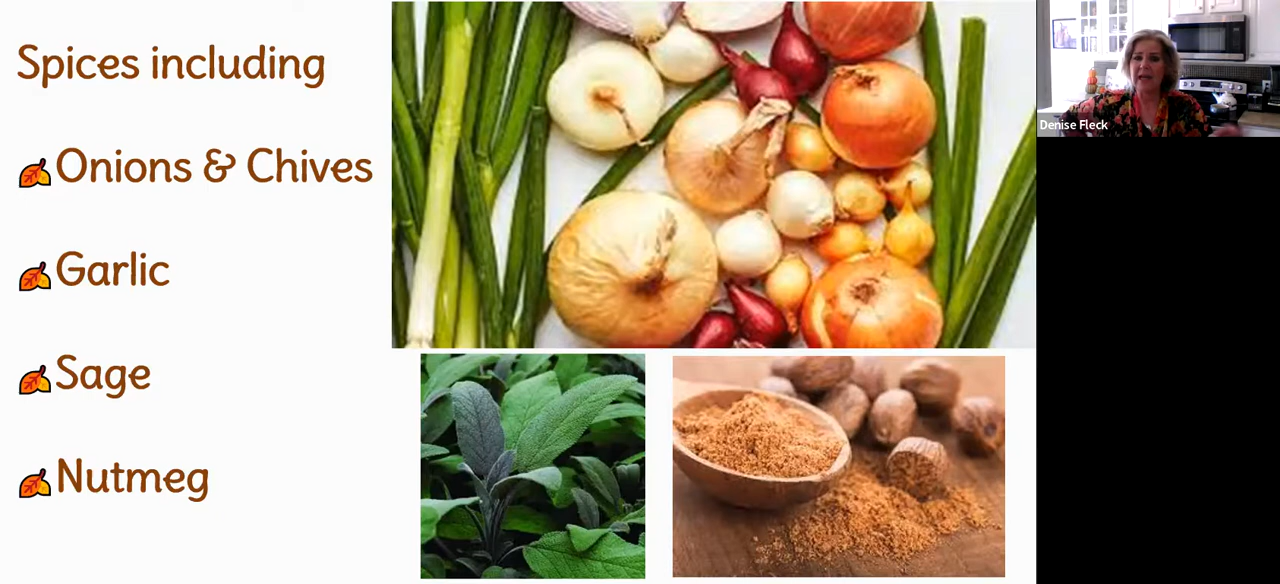 Spices including
Onions & Chives
Garlic
Sage
Nutmeg
Denise Fleck